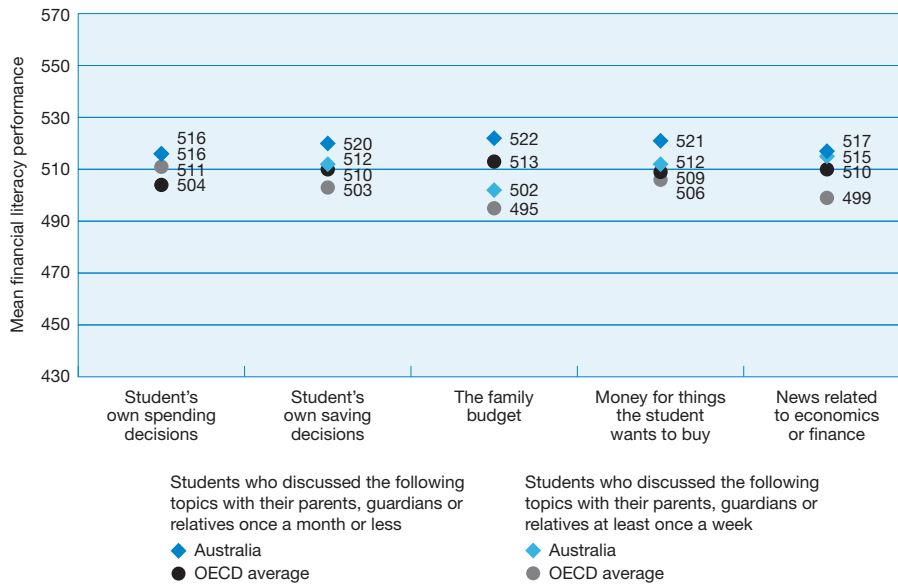 570
550
530
510
490
470
450
430
Mean financial literacy performance
516
516
511
504
520
512
510
503
522
513
502
495
521
512
509
506
517
515
510
499
Student's
own spending
decisions
Student's
own saving
decisions
The family
budget
Money for things
the student
wants to buy
News related
to economics
or finance
Students who discussed the following
topics with their parents, guardians or
relatives once a month or less
Australia
OECD average
Students who discussed the following
topics with their parents, guardians or
relatives at least once a week
Australia
OECD average